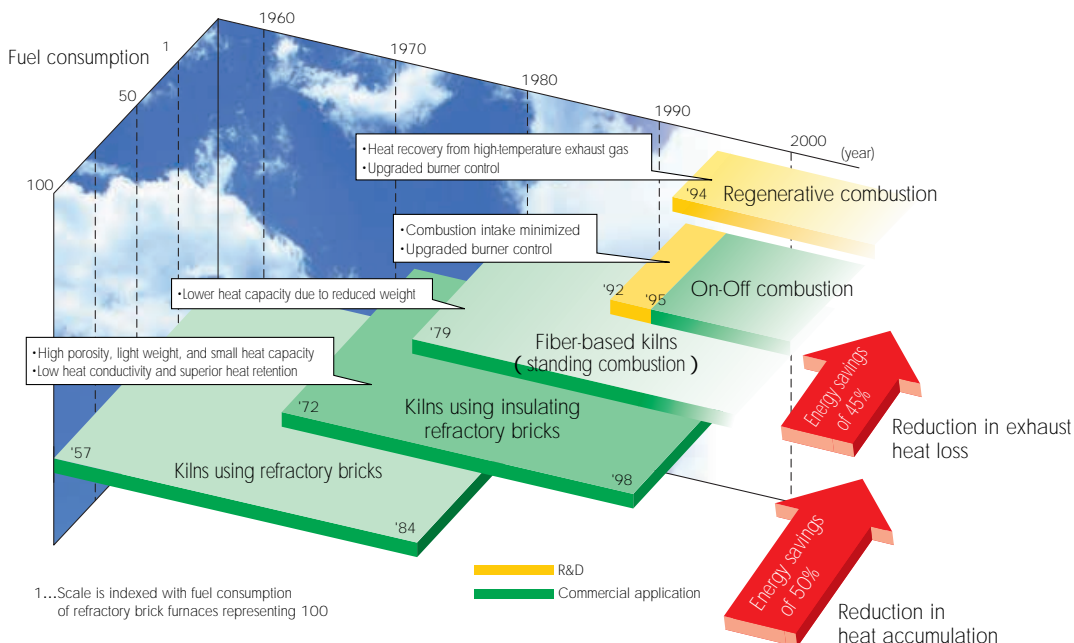 Fuel consumption
1
50
100
1960
1970
1980
1990
2000
(year)
•Heat recovery from high-temperature exhaust gas
•Upgraded burner control
'94
Regenerative combustion
•Combustion intake minimized
•Upgraded burner control
'92
'95
On-Off combustion
•Lower heat capacity due to reduced weight
'79
Fiber-based kilns
(standing combustion)
•High porosity, light weight, and small heat capacity
•Low heat conductivity and superior heat retention
'72
Kilns using insulating
refractory bricks
'98
'57
Kilns using refractory bricks
'84
Energy savings
of 45%
Reduction in exhaust
heat loss
Energy savings
of 50%
Reduction in
heat accumulation
R&D
Commercial application
1...Scale is indexed with fuel consumption
of refractory brick furnaces representing 100